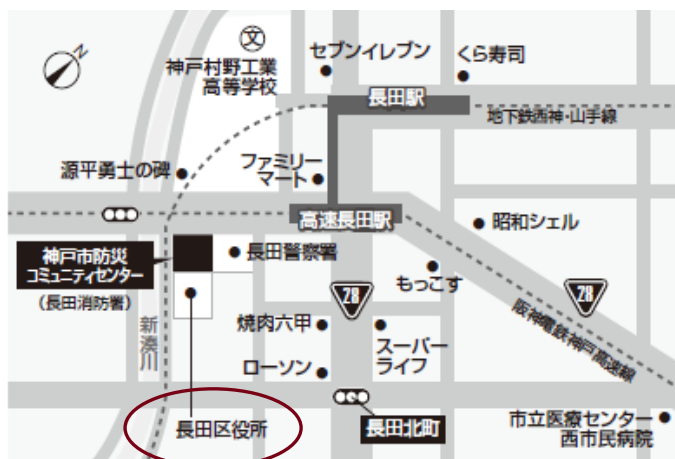 N
文
神戸村野工業
高等学校
セブンイレブン
くら寿司
長田駅
地下鉄西神・山手線
源平勇士の碑
ファミリー
マート
高速長田駅
昭和シェル
神戸市防災
コミュニティセンター
(長田消防署)
長田警察署
28
もっこす
28
阪神電鉄神戸高速線
新湊川
焼肉六甲
スーパー
ライフ
ローソン
長田区役所
長田北町
市立医療センター
西市民病院